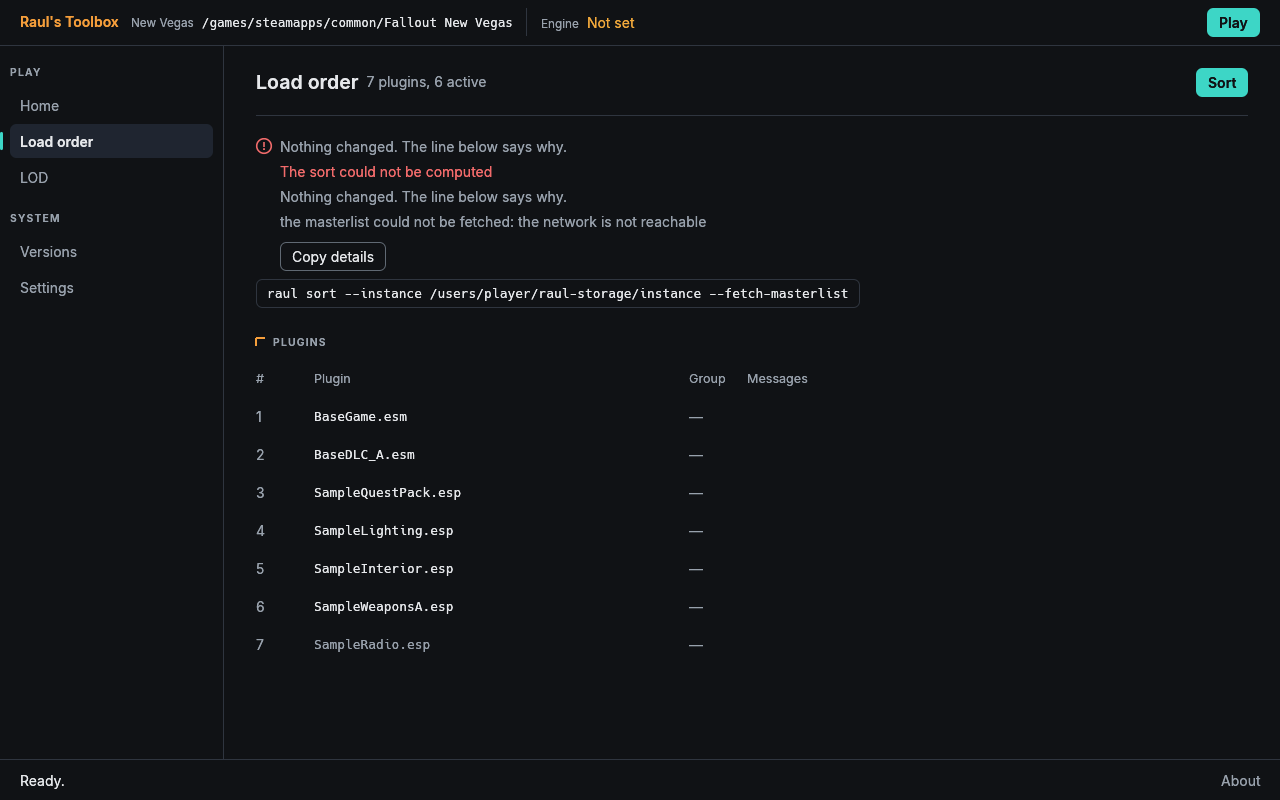 Raul's Toolbox New Vegas /games/steamapps/common/Fallout New Vegas Engine Not set Play
PLAY
Home
Load order
LOD
SYSTEM
Versions
Settings
Load order 7 plugins, 6 active Sort
Nothing changed. The line below says why.
The sort could not be computed
Nothing changed. The line below says why.
the masterlist could not be fetched: the network is not reachable
Copy details
raul sort --instance /users/player/raul-storage/instance --fetch-masterlist
PLUGINS
# Plugin Group Messages
1 BaseGame.esm —
2 BaseDLC_A.esm —
3 SampleQuestPack.esp —
4 SampleLighting.esp —
5 SampleInterior.esp —
6 SampleWeaponsA.esp —
7 SampleRadio.esp —
Ready. About